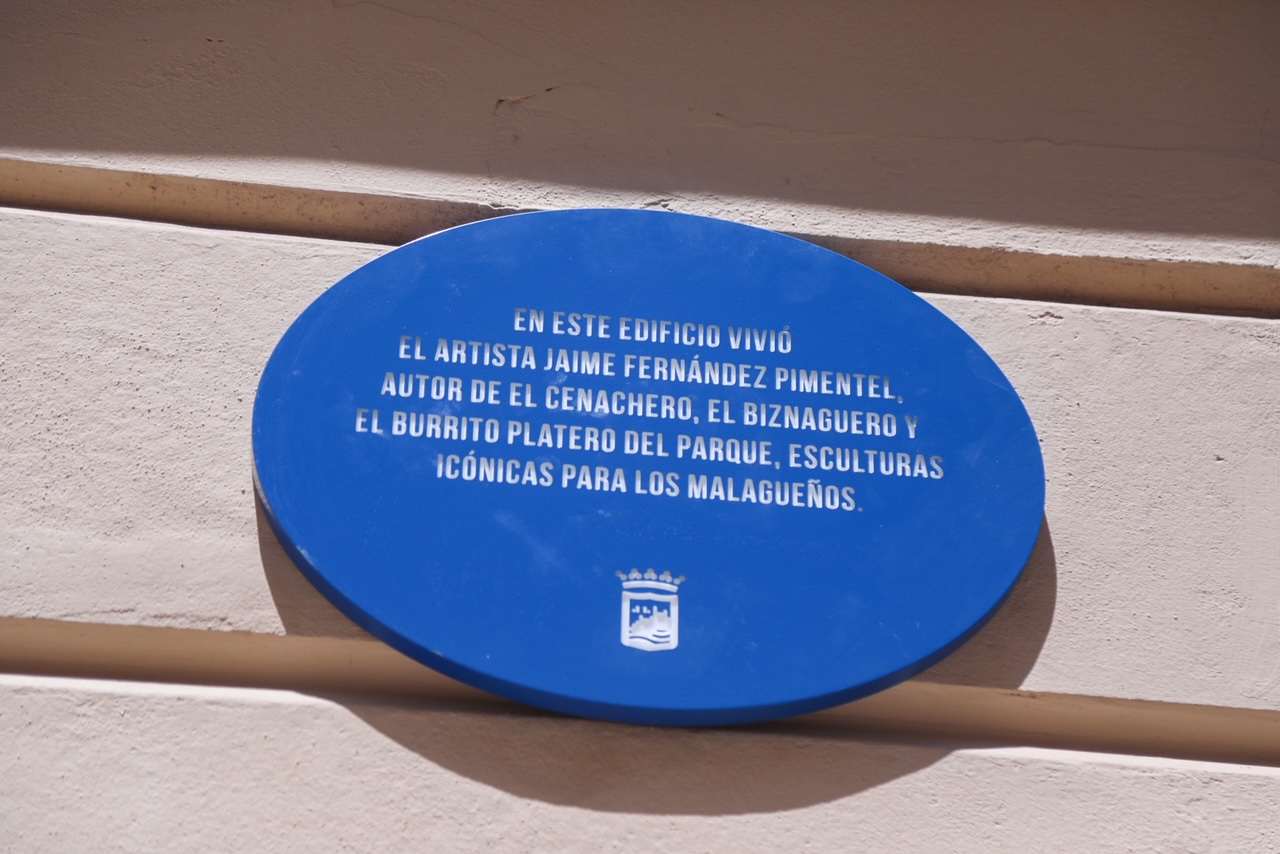 EN ESTE EDIFICIO VIVIÓ
EL ARTISTA JAIME FERNÁNDEZ PIMENTEL,
AUTOR DE EL CENACHERO, EL BIZNAGUERO Y
EL BURRITO PLATERO DEL PARQUE, ESCULTURAS
ICÓNICAS PARA LOS MALAGUEÑOS.